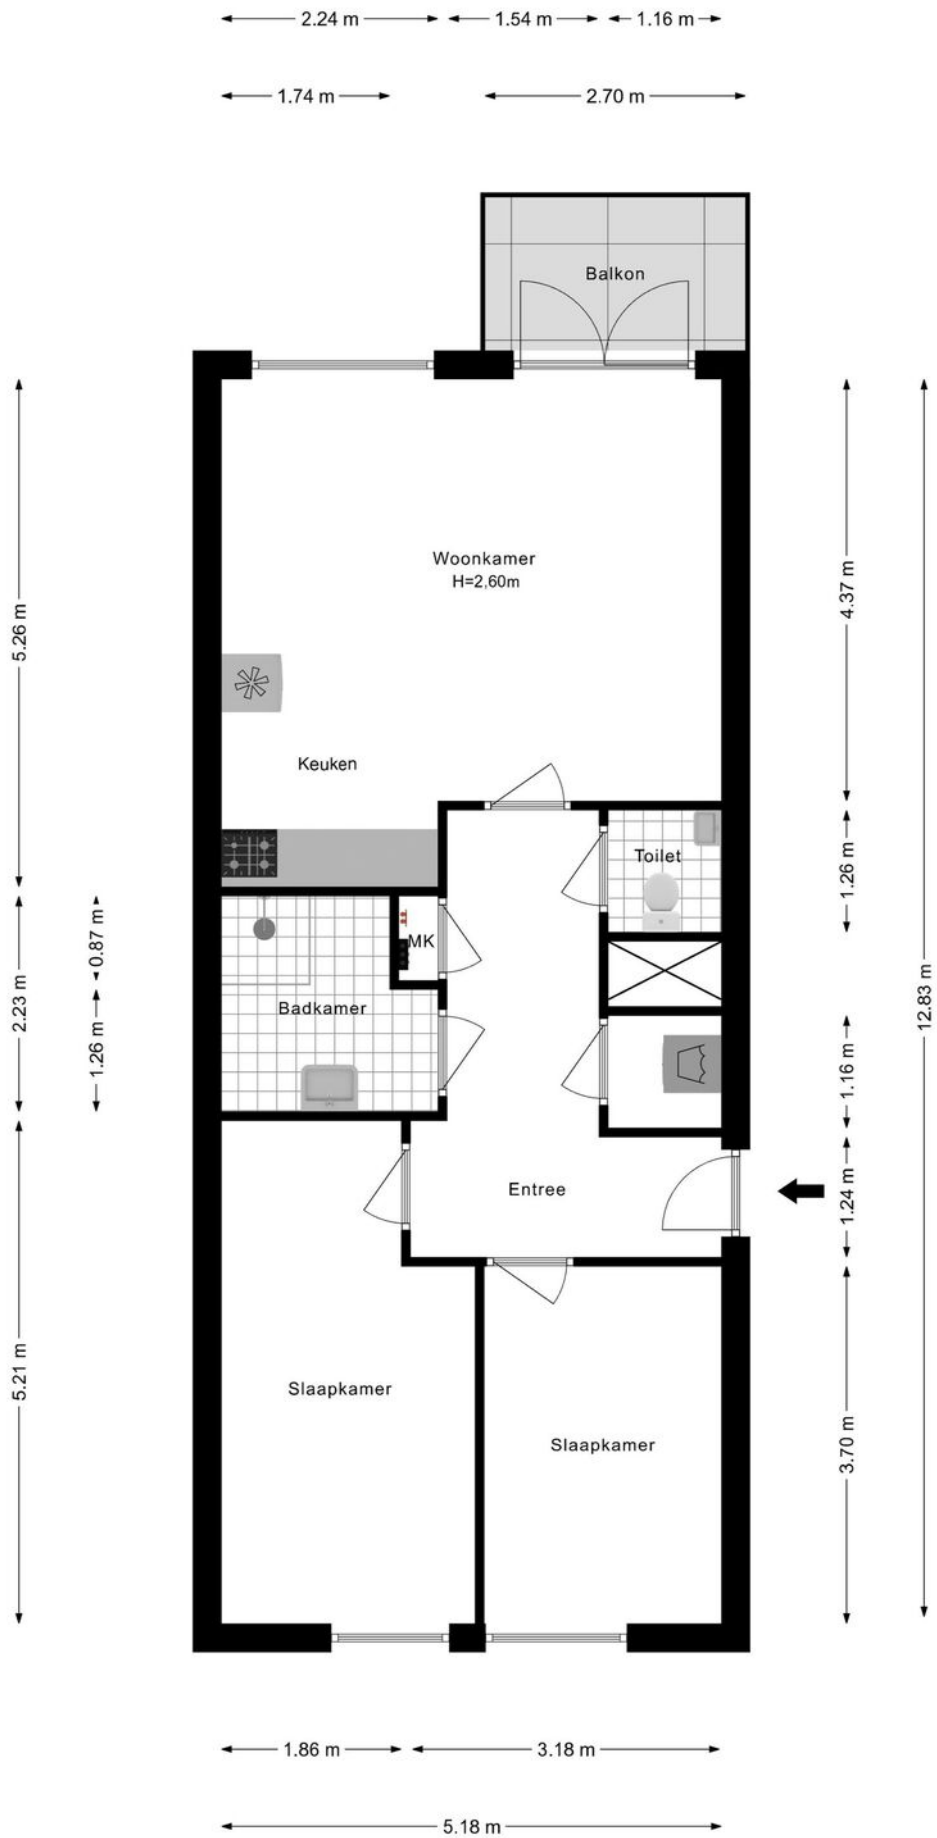 2.24 m 1.54 m 1.16 m
1.74 m 2.70 m
Balkon
Woonkamer
H=2,60m
5.26 m
4.37 m
Keuken
Toilet
1.26 m
MK
0.87 m
2.23 m
12.83 m
Badkamer
1.26 m
1.16 m
Entree
1.24 m
5.21 m
Slaapkamer
Slaapkamer
3.70 m
1.86 m 3.18 m
5.18 m